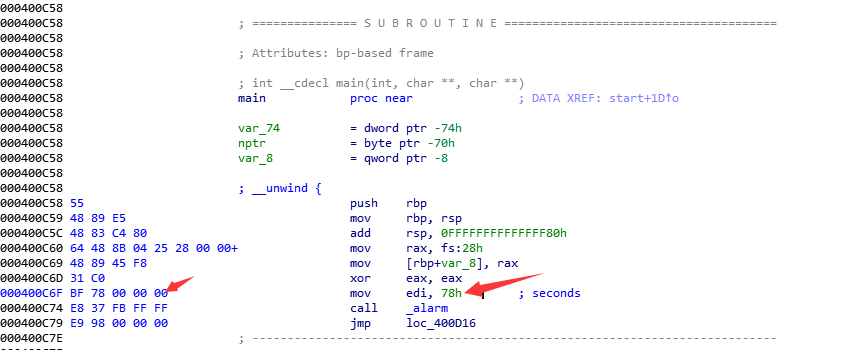 000400C58
000400C58 ; =============== S U B R O U T I N E =======================================
000400C58
000400C58 ; Attributes: bp-based frame
000400C58
000400C58 ; int __cdecl main(int, char **, char **)
000400C58 main proc near ; DATA XREF: start+1D↑o
000400C58
000400C58 var_74 = dword ptr -74h
000400C58 nptr = byte ptr -70h
000400C58 var_8 = qword ptr -8
000400C58
000400C58 ; __unwind {
000400C58 55 push rbp
000400C59 48 89 E5 mov rbp, rsp
000400C5C 48 83 C4 80 add rsp, 0FFFFFFFFFFFFFF80h
000400C60 64 48 8B 04 25 28 00 00+ mov rax, fs:28h
000400C69 48 89 45 F8 mov [rbp+var_8], rax
000400C6D 31 C0 xor eax, eax
000400C6F BF 78 00 00 00 mov edi, 78h ; seconds
000400C74 E8 37 FB FF FF call _alarm
000400C79 E9 98 00 00 00 jmp loc_400D16
000400C7E ; ---------------------------------------------------------------------------